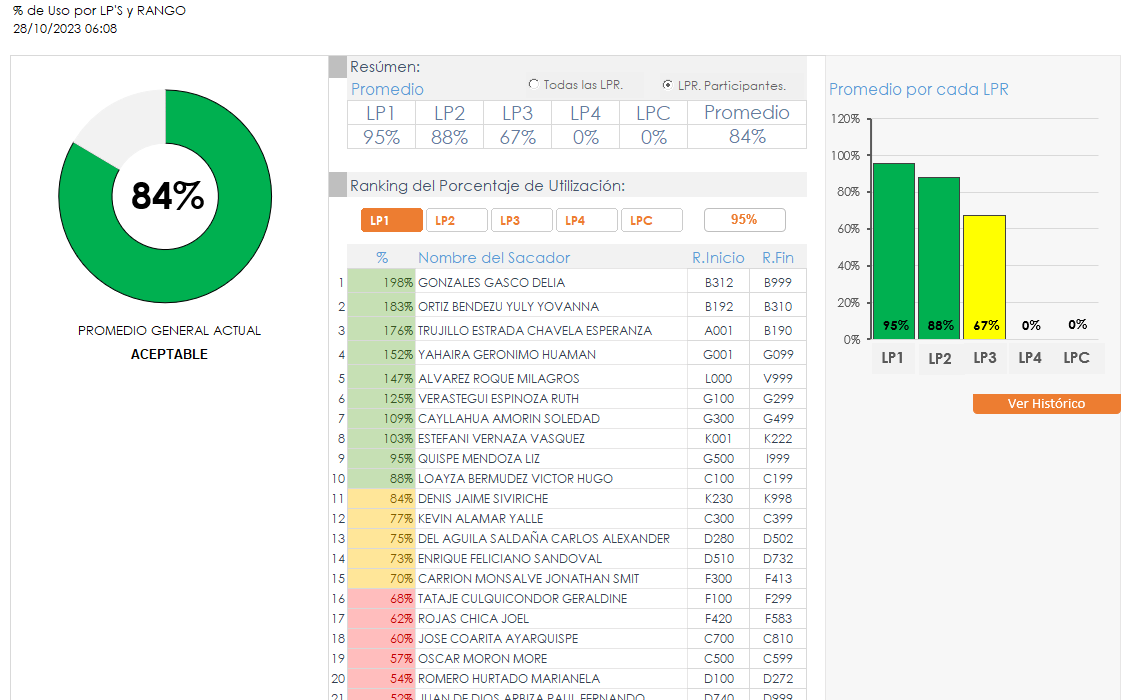 % de Uso por LP'S y RANGO
28/10/2023 06:08
84%
PROMEDIO GENERAL ACTUAL
ACEPTABLE
Resúmen:
Promedio
Todas las LPR.
LPR. Participantes.
LP1 LP2 LP3 LP4 LPC Promedio
95% 88% 67% 0% 0% 84%
Ranking del Porcentaje de Utilización:
LP1 LP2 LP3 LP4 LPC 95%
% Nombre del Sacador R.Inicio R.Fin
1 198% GONZALES GASCO DELIA B312 B999
2 183% ORTIZ BENDEZU YULY YOVANNA B192 B310
3 176% TRUJILLO ESTRADA CHAVELA ESPERANZA A001 B190
4 152% YAHAIRA GERONIMO HUAMAN G001 G099
5 147% ALVAREZ ROQUE MILAGROS L000 V999
6 125% VERASTEGUI ESPINOZA RUTH G100 G299
7 109% CAYLLAHUA AMORIN SOLEDAD G300 G499
8 103% ESTEFANI VERNAZA VASQUEZ K001 K222
9 95% QUISPE MENDOZA LIZ G500 I999
10 88% LOAYZA BERMUDEZ VICTOR HUGO C100 C199
11 84% DENIS JAIME SIVIRICHE K230 K998
12 77% KEVIN ALAMAR YALLE C300 C399
13 75% DEL AGUILA SALDAÑA CARLOS ALEXANDER D280 D502
14 73% ENRIQUE FELICIANO SANDOVAL D510 D732
15 70% CARRION MONSALVE JONATHAN SMIT F300 F413
16 68% TATAJE CULQUICONDOR GERALDINE F100 F299
17 62% ROJAS CHICA JOEL F420 F583
18 60% JOSE COARITA AYARQUISPE C700 C810
19 57% OSCAR MORON MORE C500 C599
20 54% ROMERO HURTADO MARIANELA D100 D272
21 52% JUAN DE DIOS ARBIZA PAUL FERNANDO D740 D999
Promedio por cada LPR
120%
100%
80%
60%
40%
20%
0%
95% 88% 67% 0% 0%
LP1 LP2 LP3 LP4 LPC
Ver Histórico